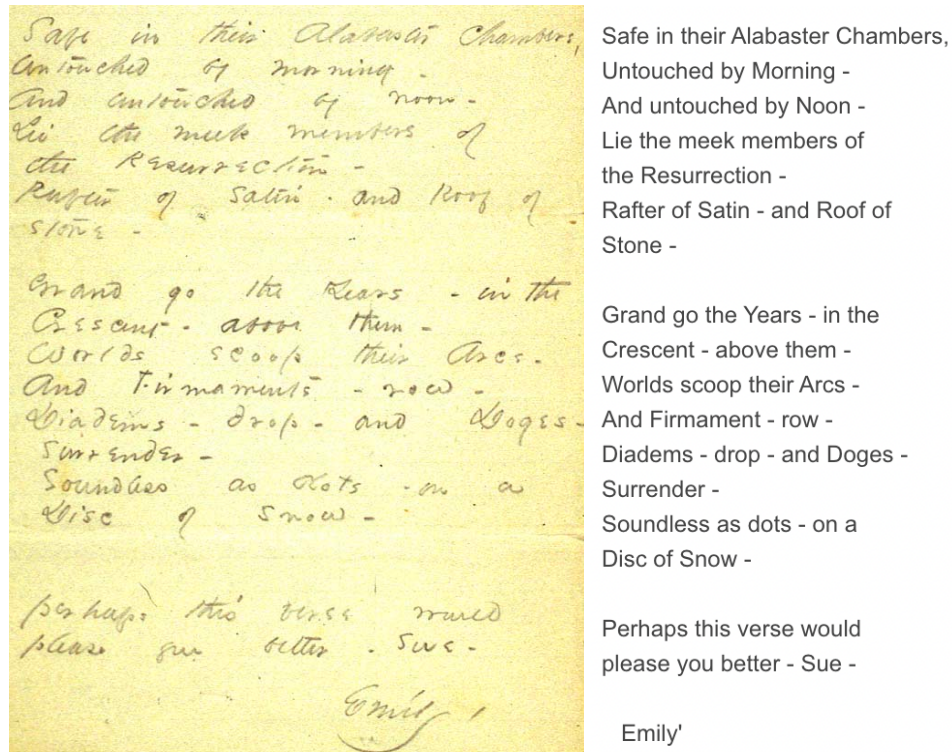 Safe in their Alabaster Chambers,
Untouched by morning -
And untouched by noon -
Lie the meek members of
the Resurrection -
Rafter of Satin - and Roof of
Stone -
Grand go the Years - in the
Crescent - above them -
Worlds scoop their Arcs -
And Firmaments - row -
Diadems - drop - and Doges -
Surrender -
Soundless as dots - on a
Disc of Snow -
Perhaps this verse would
please you better - Sue -
Emily '
Safe in their Alabaster Chambers,
Untouched by Morning -
And untouched by Noon -
Lie the meek members of
the Resurrection -
Rafter of Satin - and Roof of
Stone -
Grand go the Years - in the
Crescent - above them -
Worlds scoop their Arcs -
And Firmament - row -
Diadems - drop - and Doges -
Surrender -
Soundless as dots - on a
Disc of Snow -
Perhaps this verse would
please you better - Sue -
Emily'